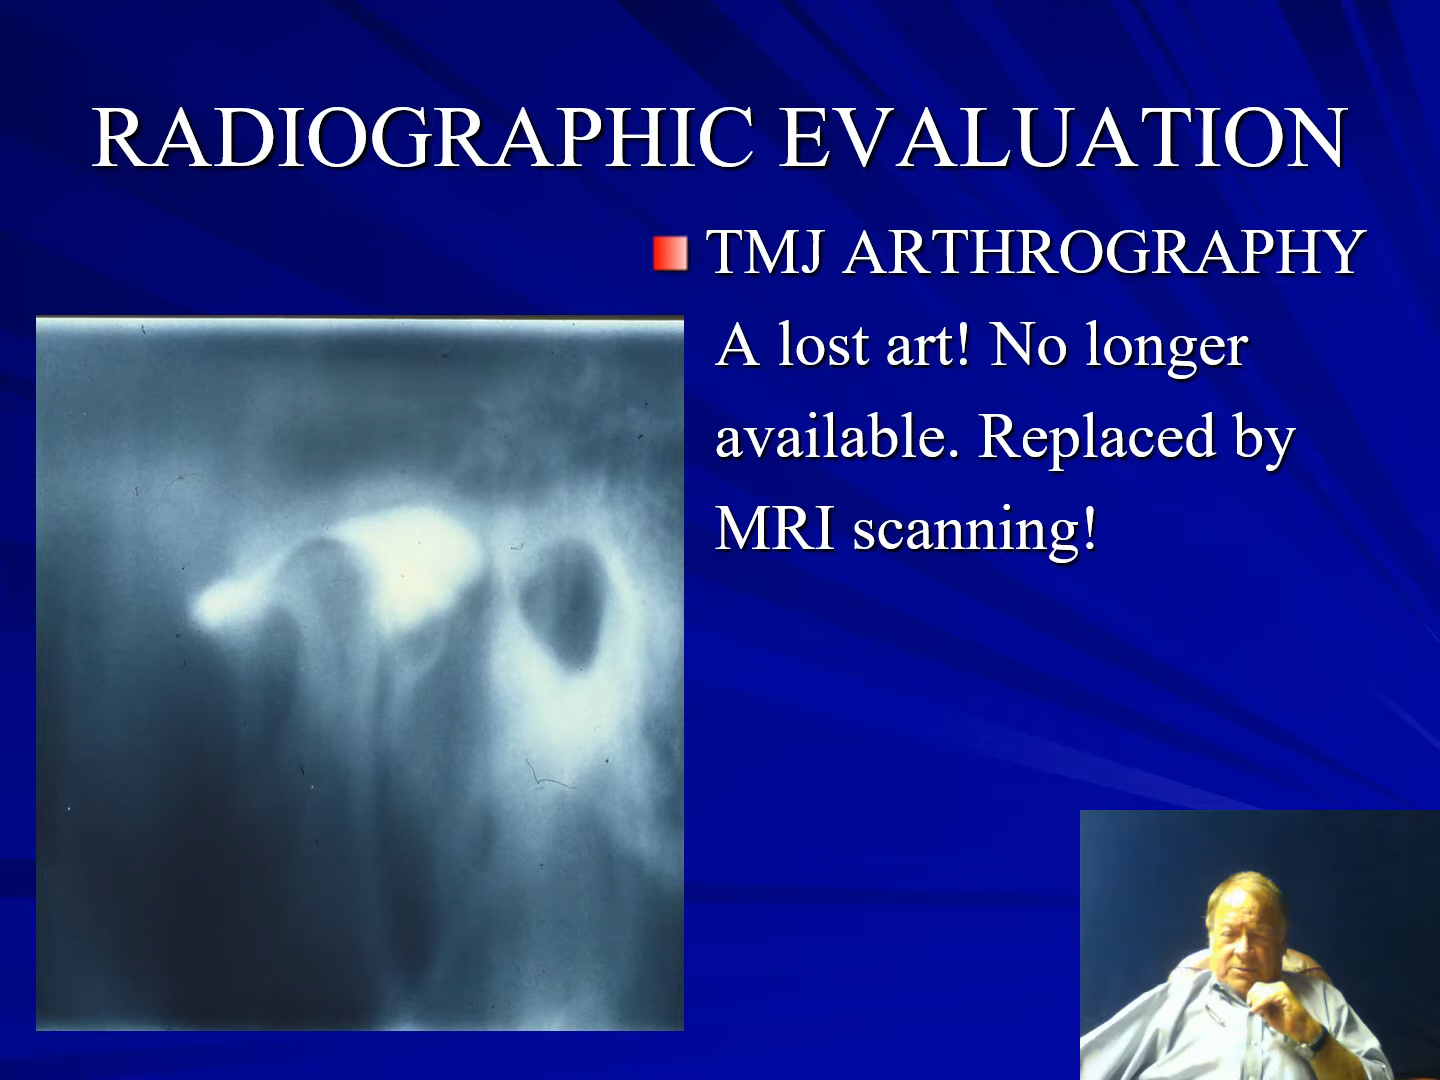 RADIOGRAPHIC EVALUATION
TMJ ARTHROGRAPHY
A lost art! No longer
available. Replaced by
MRI scanning!